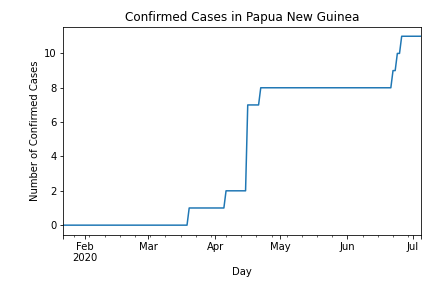 Confirmed Cases in Papua New Guinea
Number of Confirmed Cases
10
8
6
4
2
0
Feb Mar Apr May Jun Jul
2020
Day